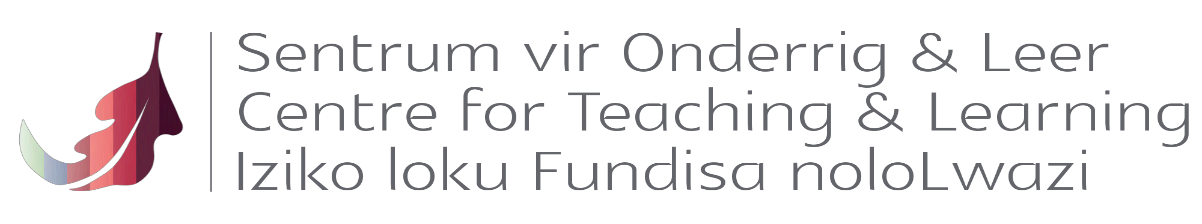 Sentrum vir Onderrig & Leer
Centre for Teaching & Learning
Iziko loku Fundisa noloLwazi